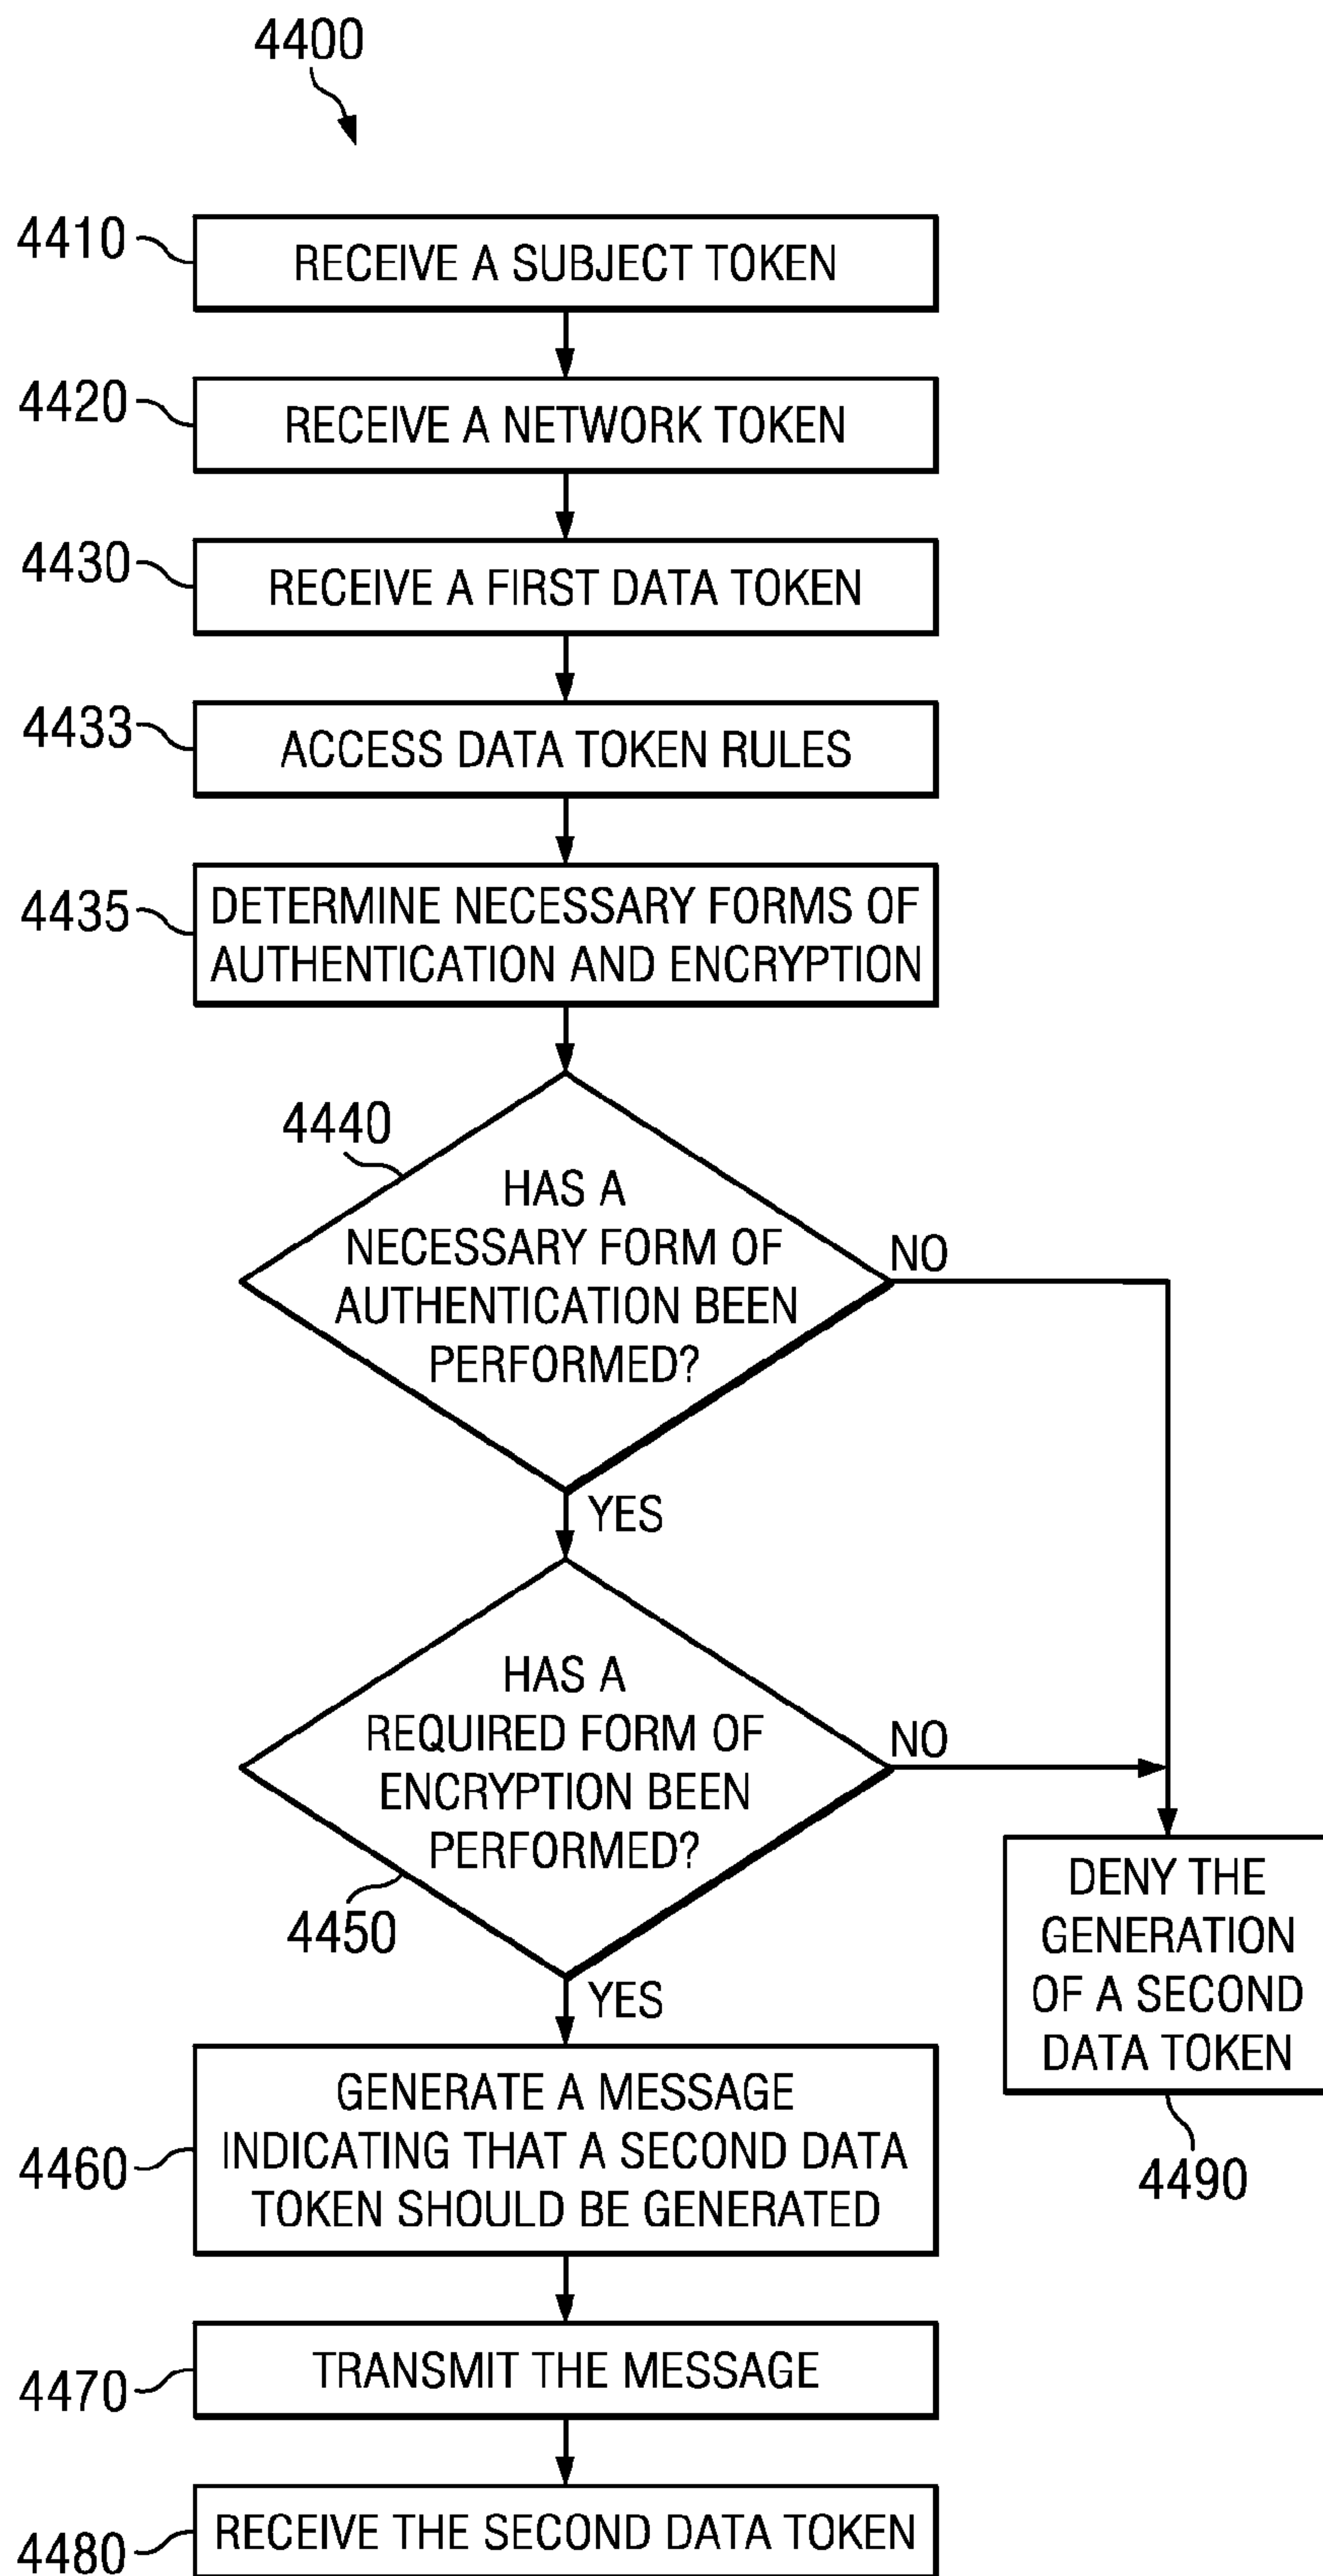 4400
4410
RECEIVE A SUBJECT TOKEN
4420
RECEIVE A NETWORK TOKEN
4430
RECEIVE A FIRST DATA TOKEN
4433
ACCESS DATA TOKEN RULES
4435
DETERMINE NECESSARY FORMS OF
AUTHENTICATION AND ENCRYPTION
4440
HAS A
NECESSARY FORM OF
AUTHENTICATION BEEN
PERFORMED?
NO
YES
HAS A
REQUIRED FORM OF
ENCRYPTION BEEN
PERFORMED?
NO
4450
YES
DENY THE
GENERATION
OF A SECOND
DATA TOKEN
4490
4460
GENERATE A MESSAGE
INDICATING THAT A SECOND DATA
TOKEN SHOULD BE GENERATED
4470
TRANSMIT THE MESSAGE
4480
RECEIVE THE SECOND DATA TOKEN